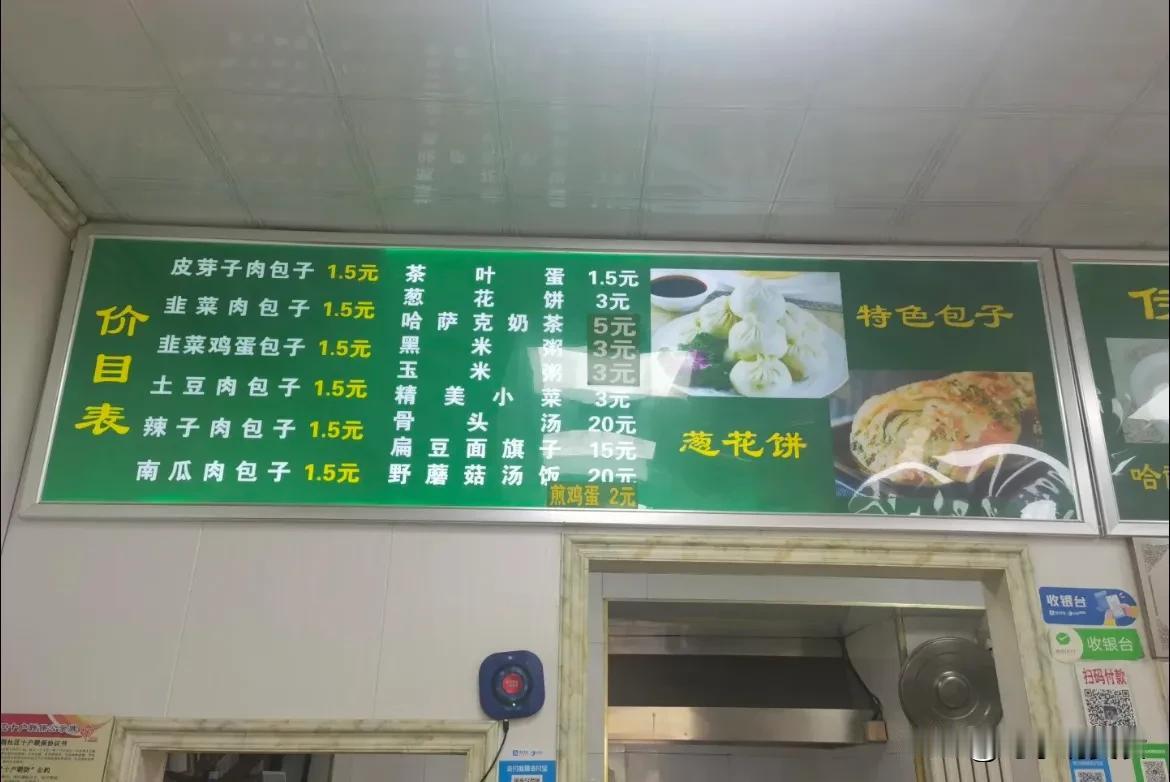 价目表
皮芽子肉包子 1.5元
韭菜肉包子 1.5元
韭菜鸡蛋包子 1.5元
土豆肉包子 1.5元
辣子肉包子 1.5元
南瓜肉包子 1.5元
茶叶蛋 1.5元
葱花饼 3元
哈萨克奶茶 5元
黑米粥 3元
玉米粥 3元
精美小菜 3元
骨头汤 20元
扁豆面旗子 15元
野蘑菇汤饭 20元
煎鸡蛋 2元
特色包子
葱花饼
收银台
收银台
扫码付款